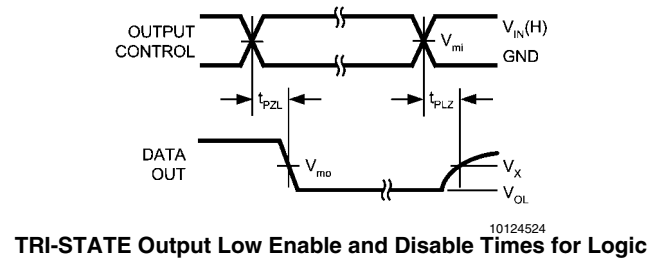 OUTPUT
CONTROL
V_IN(H)
V_mi
GND
t_PZL
t_PLZ
DATA
OUT
V_mo
V_X
V_OL
10124524
TRI-STATE Output Low Enable and Disable Times for Logic